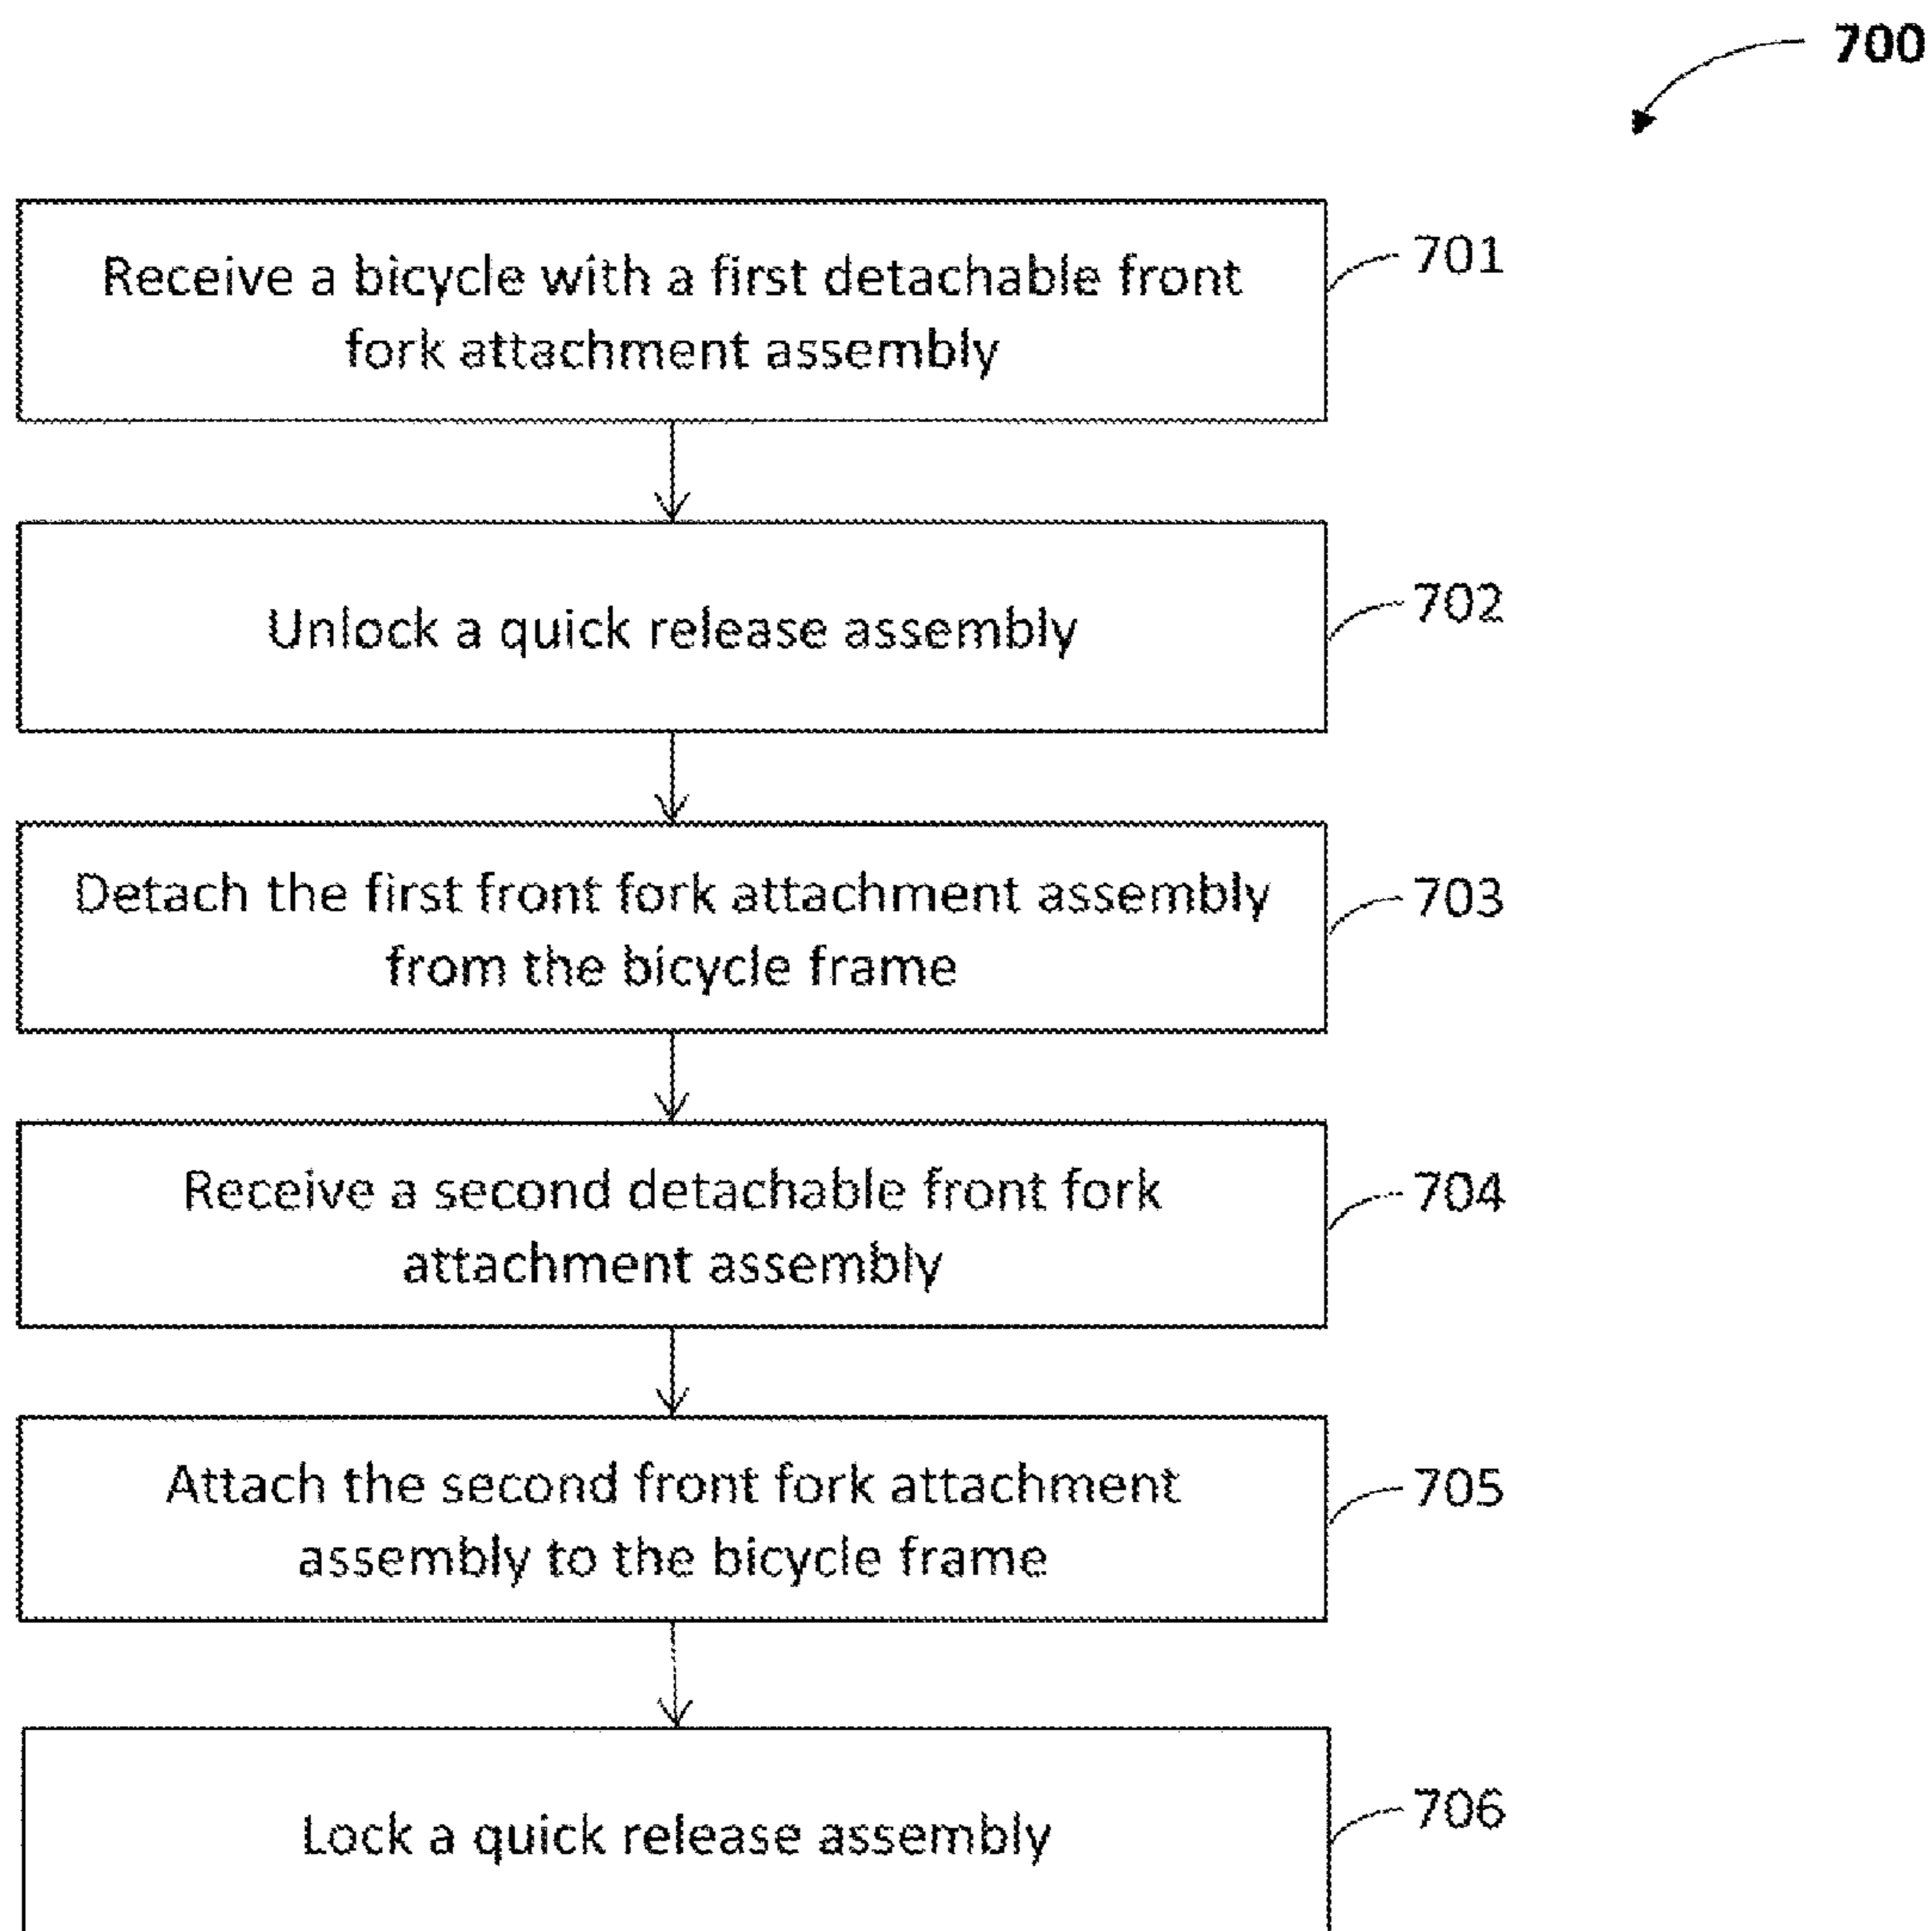 700
Receive a bicycle with a first detachable front
fork attachment assembly
701
Unlock a quick release assembly
702
Detach the first front fork attachment assembly
from the bicycle frame
703
Receive a second detachable front fork
attachment assembly
704
Attach the second front fork attachment
assembly to the bicycle frame
705
Lock a quick release assembly
706